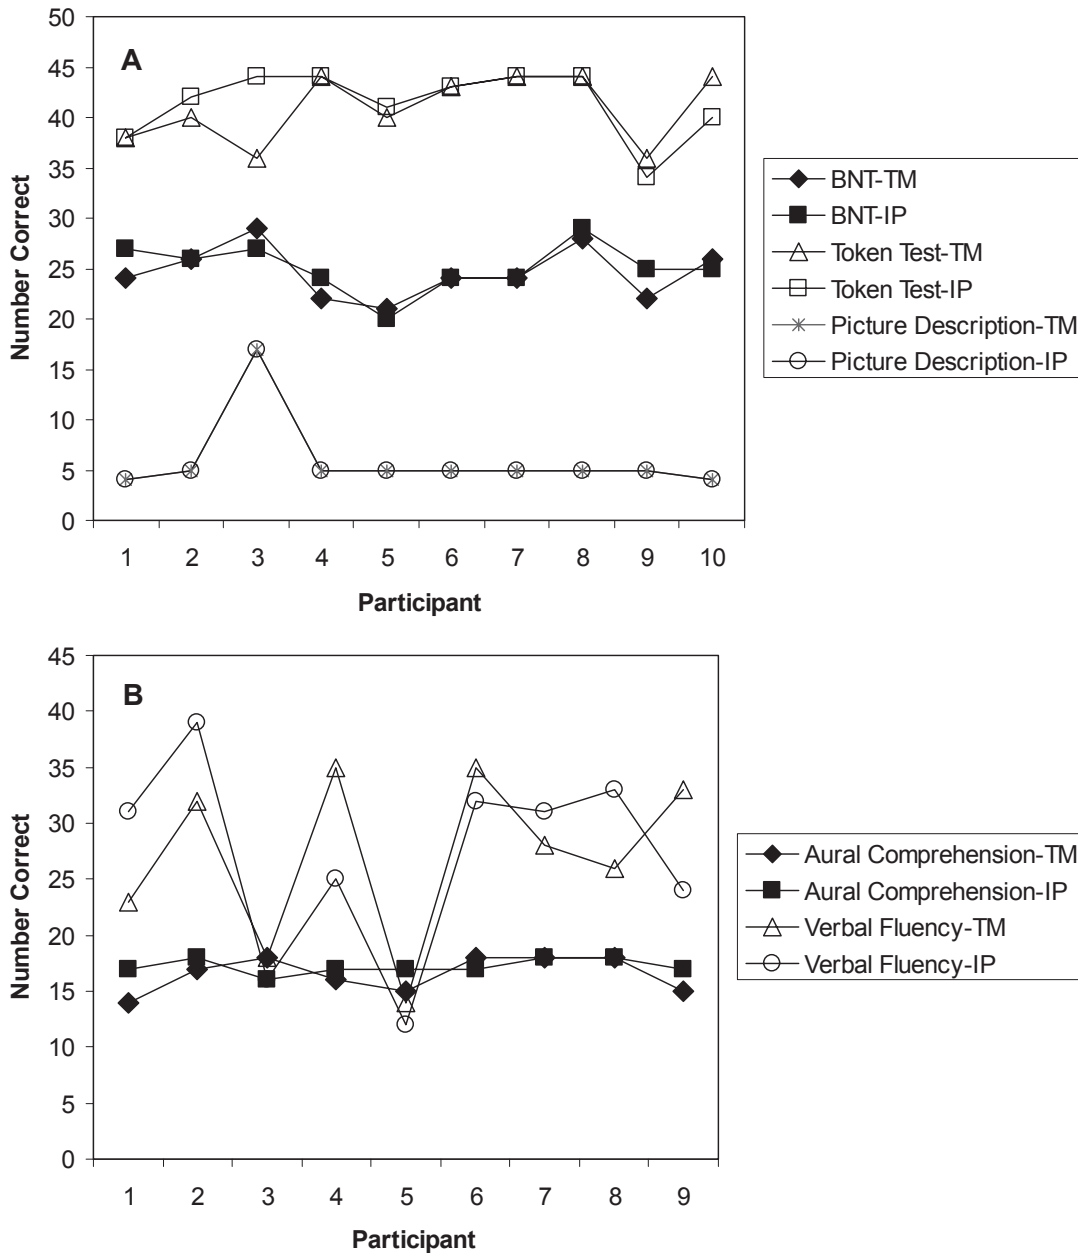 50
45
40
35
30
25
20
15
10
5
0
Number Correct
A
1 2 3 4 5 6 7 8 9 10
Participant
BNT-TM
BNT-IP
Token Test-TM
Token Test-IP
Picture Description-TM
Picture Description-IP
45
40
35
30
25
20
15
10
5
0
Number Correct
B
1 2 3 4 5 6 7 8 9
Participant
Aural Comprehension-TM
Aural Comprehension-IP
Verbal Fluency-TM
Verbal Fluency-IP